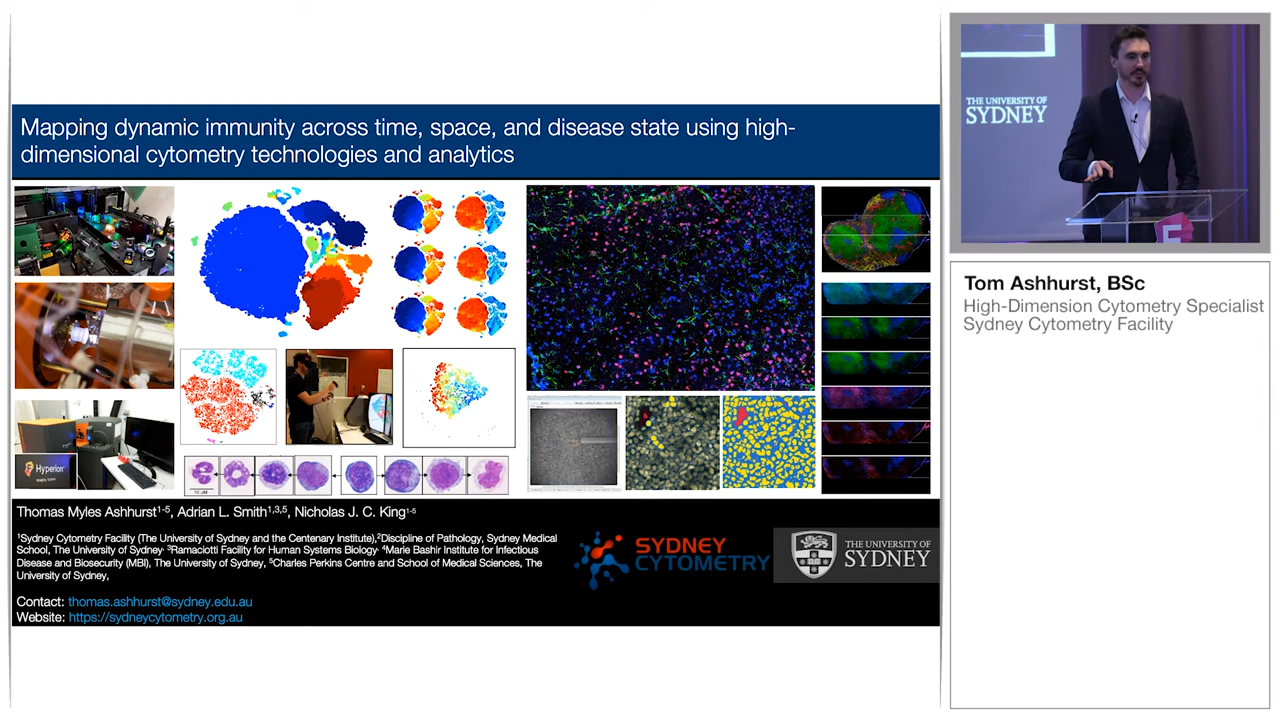 Mapping dynamic immunity across time, space, and disease state using high-
dimensional cytometry technologies and analytics
THE UNIVERSITY OF
SYDNEY
Tom Ashhurst, BSc
High-Dimension Cytometry Specialist
Sydney Cytometry Facility
Hyperion
Imaging System
10 µM
Thomas Myles Ashhurst¹⁻⁵, Adrian L. Smith¹,³,⁵, Nicholas J. C. King¹⁻⁵
¹Sydney Cytometry Facility (The University of Sydney and the Centenary Institute),²Discipline of Pathology, Sydney Medical
School, The University of Sydney, ³Ramaciotti Facility for Human Systems Biology, ⁴Marie Bashir Institute for Infectious
Disease and Biosecurity (MBI), The University of Sydney, ⁵Charles Perkins Centre and School of Medical Sciences, The
University of Sydney,
SYDNEY
CYTOMETRY
THE UNIVERSITY OF
SYDNEY
Contact: thomas.ashhurst@sydney.edu.au
Website: https://sydneycytometry.org.au